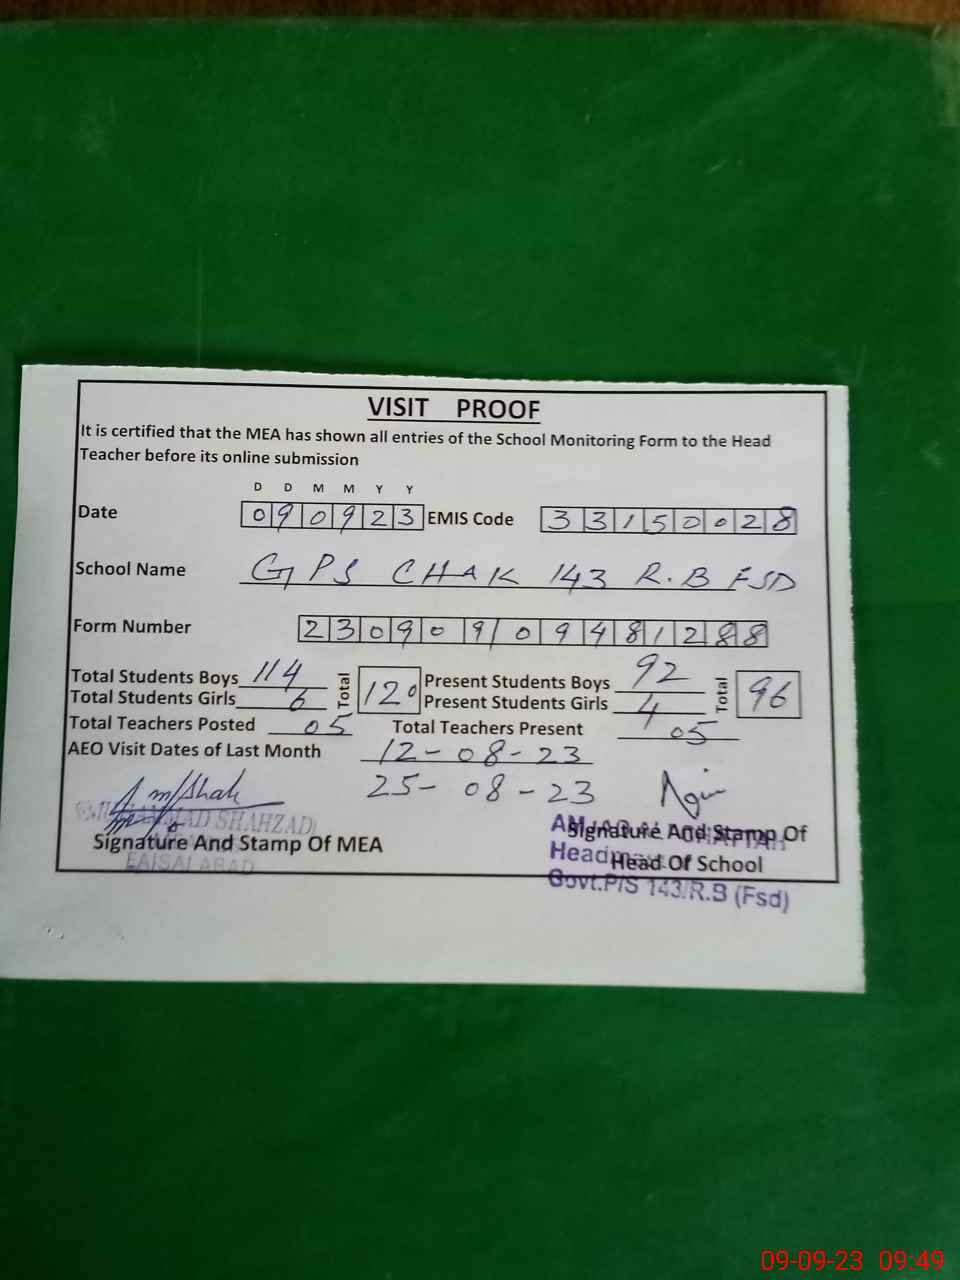 VISIT PROOF
It is certified that the MEA has shown all entries of the School Monitoring Form to the Head
Teacher before its online submission
D D M M Y Y
Date 090923 EMIS Code 33150028
School Name GPS CHAK 143 R.B FSD
Form Number 230909109481288
Total Students Boys 114 Total 120 Present Students Boys 92 Total 96
Total Students Girls 6 Present Students Girls 4
Total Teachers Posted 05 Total Teachers Present 05
AEO Visit Dates of Last Month 12-08-23
25-08-23
SHAHZAD
Signature And Stamp Of MEA
FAISALABAD
Signature And Stamp Of
Head Of School
Govt.P/S 143/R.B (Fsd)
09-09-23 09:49